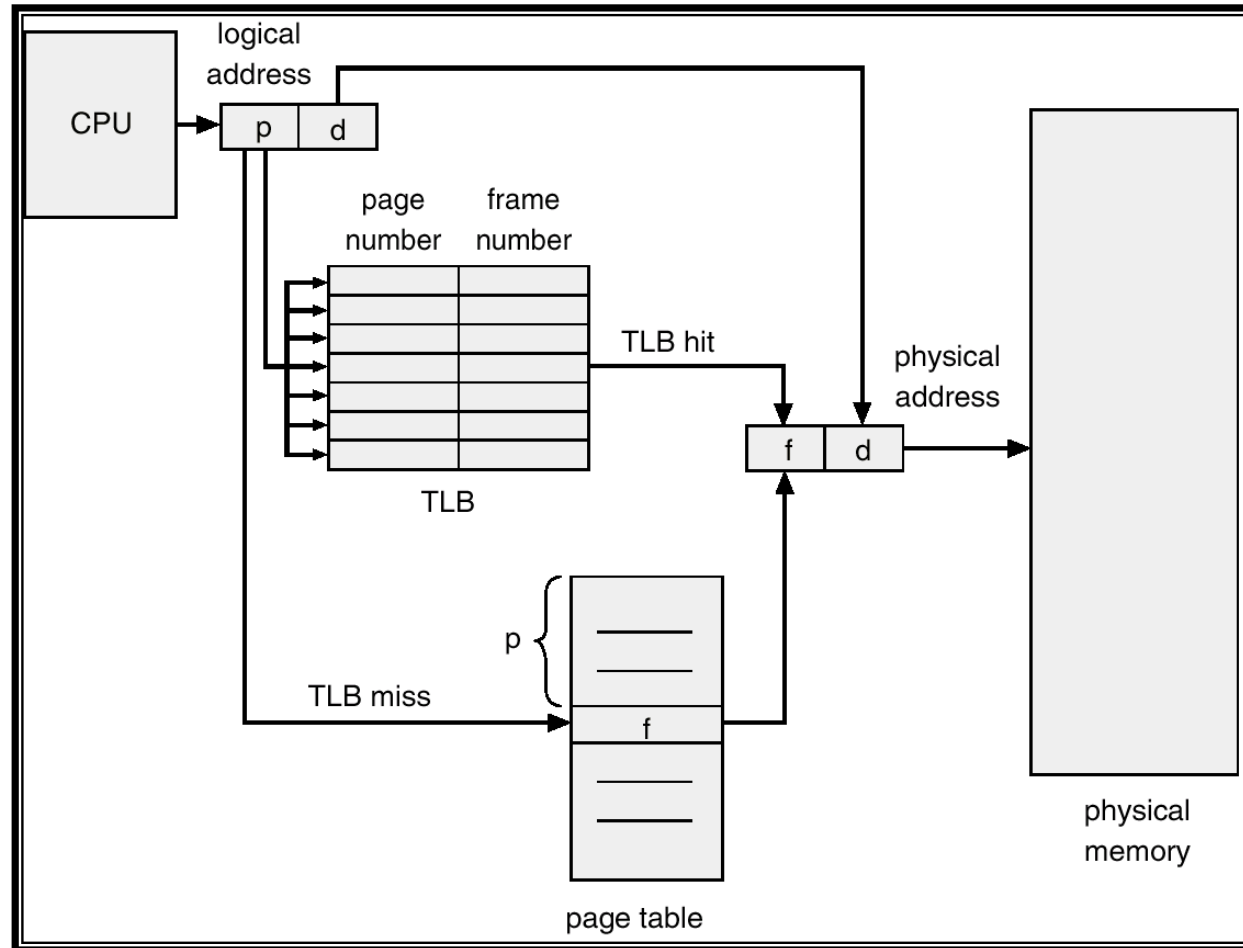 logical
address
CPU
p
d
page
number
frame
number
TLB hit
physical
address
f
d
TLB
p
TLB miss
f
physical
memory
page table